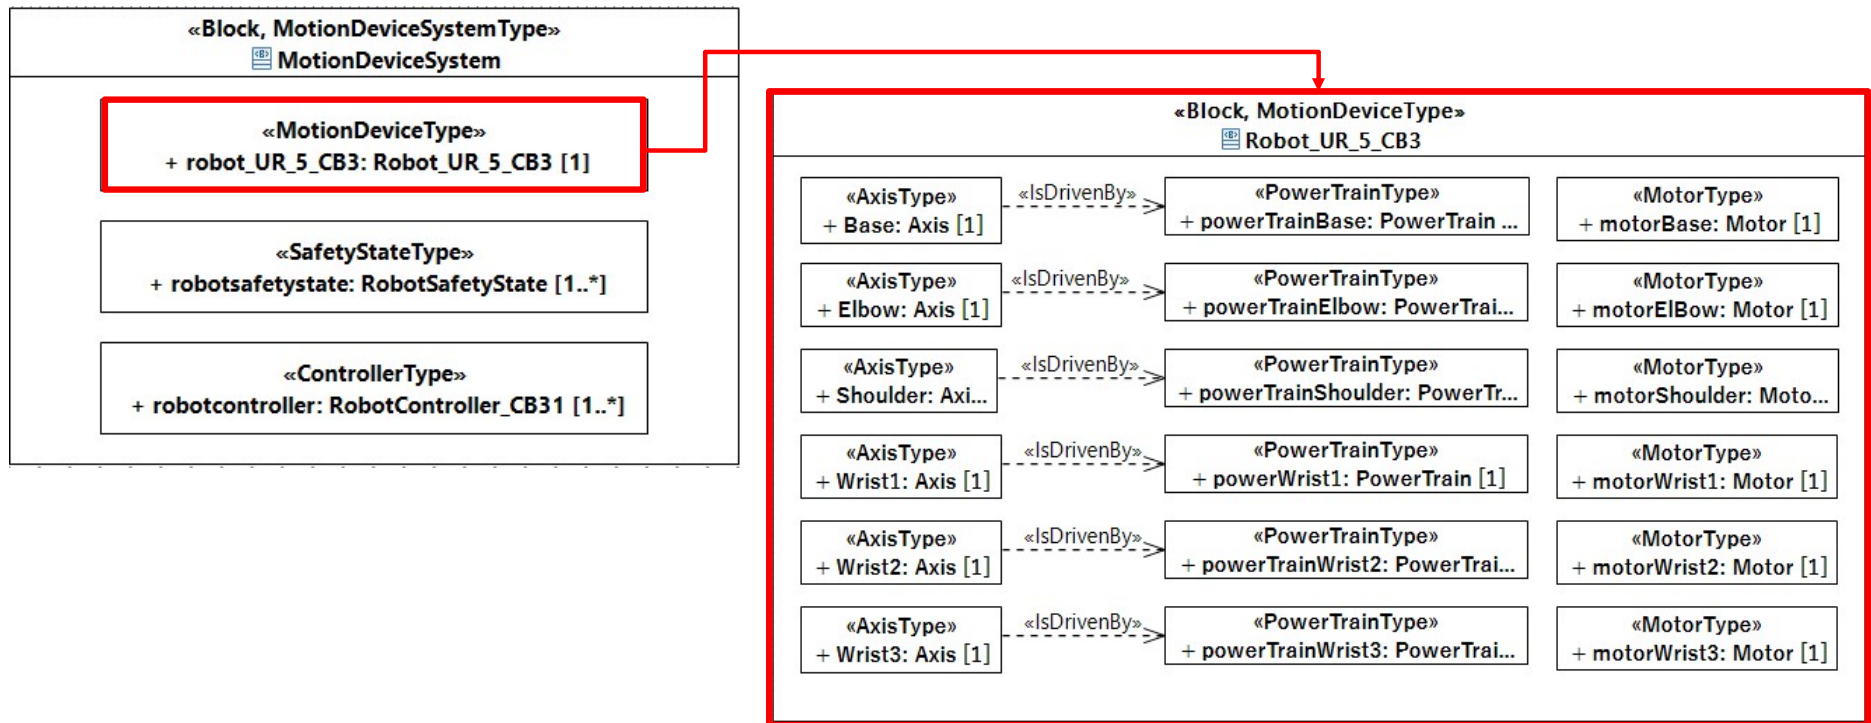 «Block, MotionDeviceSystemType»
MotionDeviceSystem
«MotionDeviceType»
+ robot_UR_5_CB3: Robot_UR_5_CB3 [1]
«SafetyStateType»
+ robotsafetystate: RobotSafetyState [1..*]
«ControllerType»
+ robotcontroller: RobotController_CB31 [1..*]
«Block, MotionDeviceType»
Robot_UR_5_CB3
«AxisType»
+ Base: Axis [1]
«IsDrivenBy»
«PowerTrainType»
+ powerTrainBase: PowerTrain ...
«MotorType»
+ motorBase: Motor [1]
«AxisType»
+ Elbow: Axis [1]
«IsDrivenBy»
«PowerTrainType»
+ powerTrainElbow: PowerTrai...
«MotorType»
+ motorElBow: Motor [1]
«AxisType»
+ Shoulder: Axi...
«IsDrivenBy»
«PowerTrainType»
+ powerTrainShoulder: PowerTr...
«MotorType»
+ motorShoulder: Moto...
«AxisType»
+ Wrist1: Axis [1]
«IsDrivenBy»
«PowerTrainType»
+ powerWrist1: PowerTrain [1]
«MotorType»
+ motorWrist1: Motor [1]
«AxisType»
+ Wrist2: Axis [1]
«IsDrivenBy»
«PowerTrainType»
+ powerTrainWrist2: PowerTrai...
«MotorType»
+ motorWrist2: Motor [1]
«AxisType»
+ Wrist3: Axis [1]
«IsDrivenBy»
«PowerTrainType»
+ powerTrainWrist3: PowerTrai...
«MotorType»
+ motorWrist3: Motor [1]